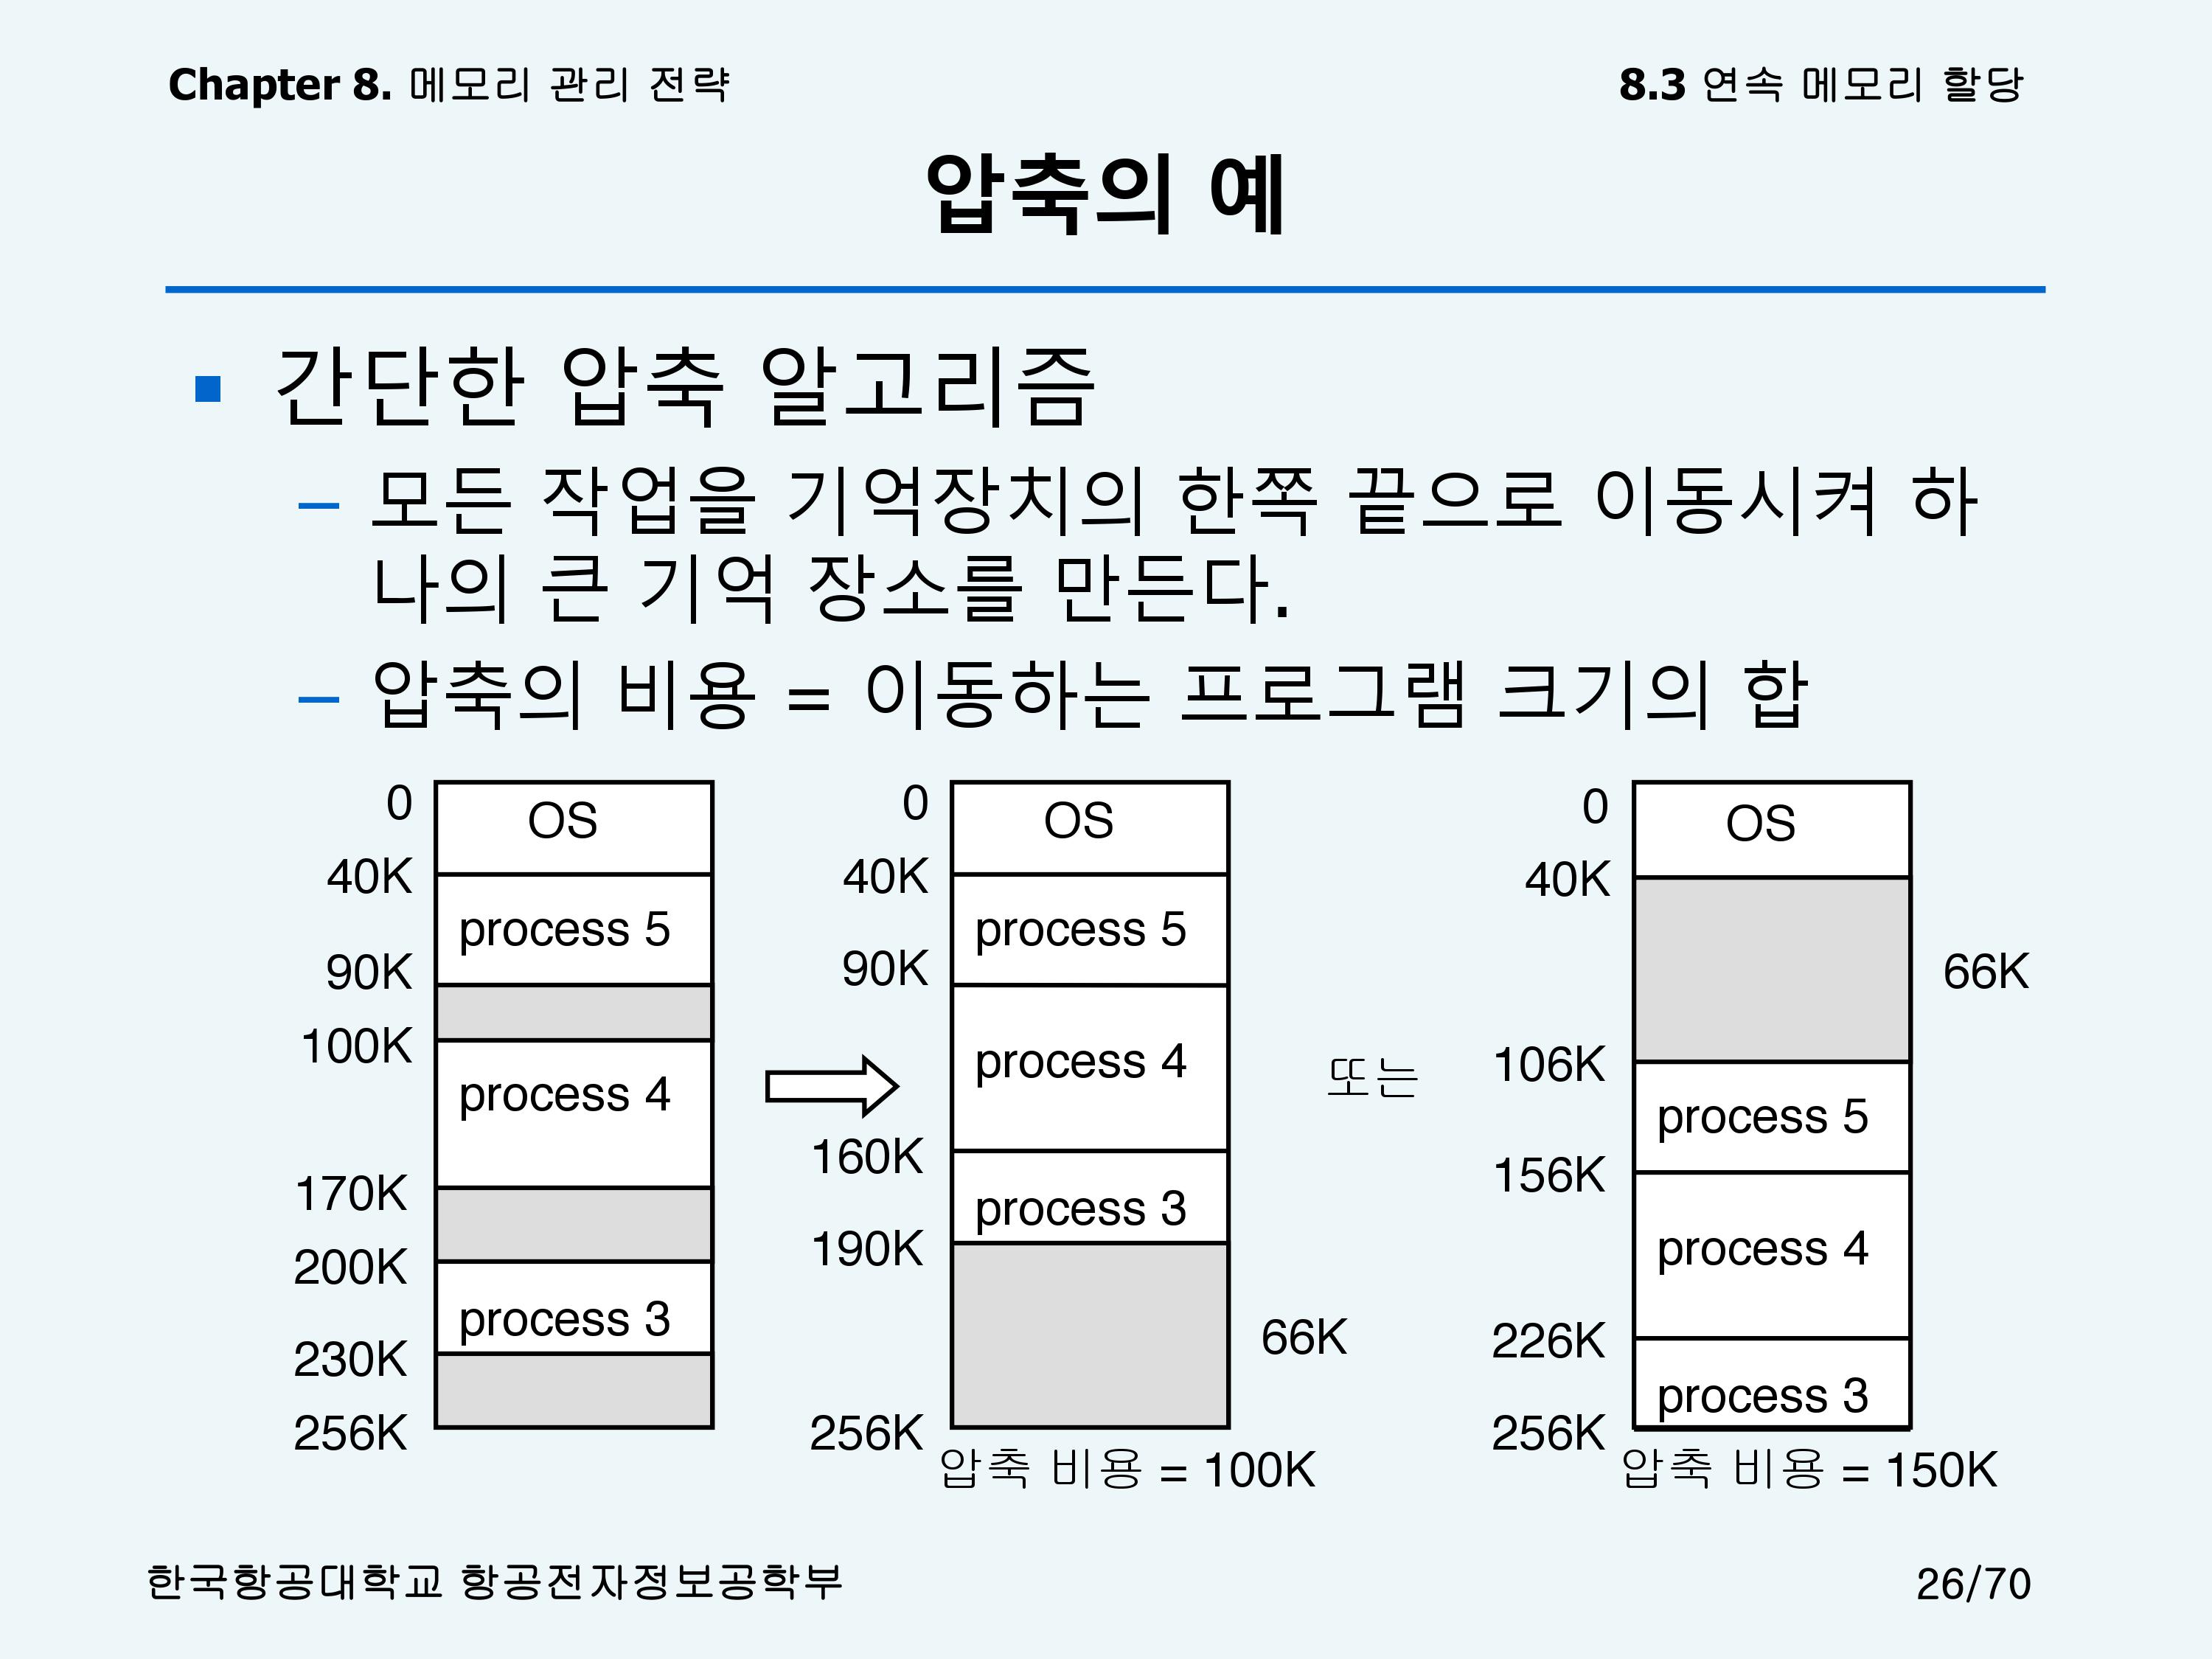 Chapter 8. 메모리 관리 전략
8.3 연속 메모리 할당
압축의 예
간단한 압축 알고리즘
– 모든 작업을 기억장치의 한쪽 끝으로 이동시켜 하
나의 큰 기억 장소를 만든다.
– 압축의 비용 = 이동하는 프로그램 크기의 합
0
OS
40K
process 5
90K
100K
process 4
170K
200K
process 3
230K
256K
0
OS
40K
process 5
90K
process 4
160K
process 3
190K
66K
256K
압축 비용 = 100K
또는
0
OS
40K
66K
106K
process 5
156K
process 4
226K
process 3
256K
압축 비용 = 150K
한국항공대학교 항공전자정보공학부
26/70